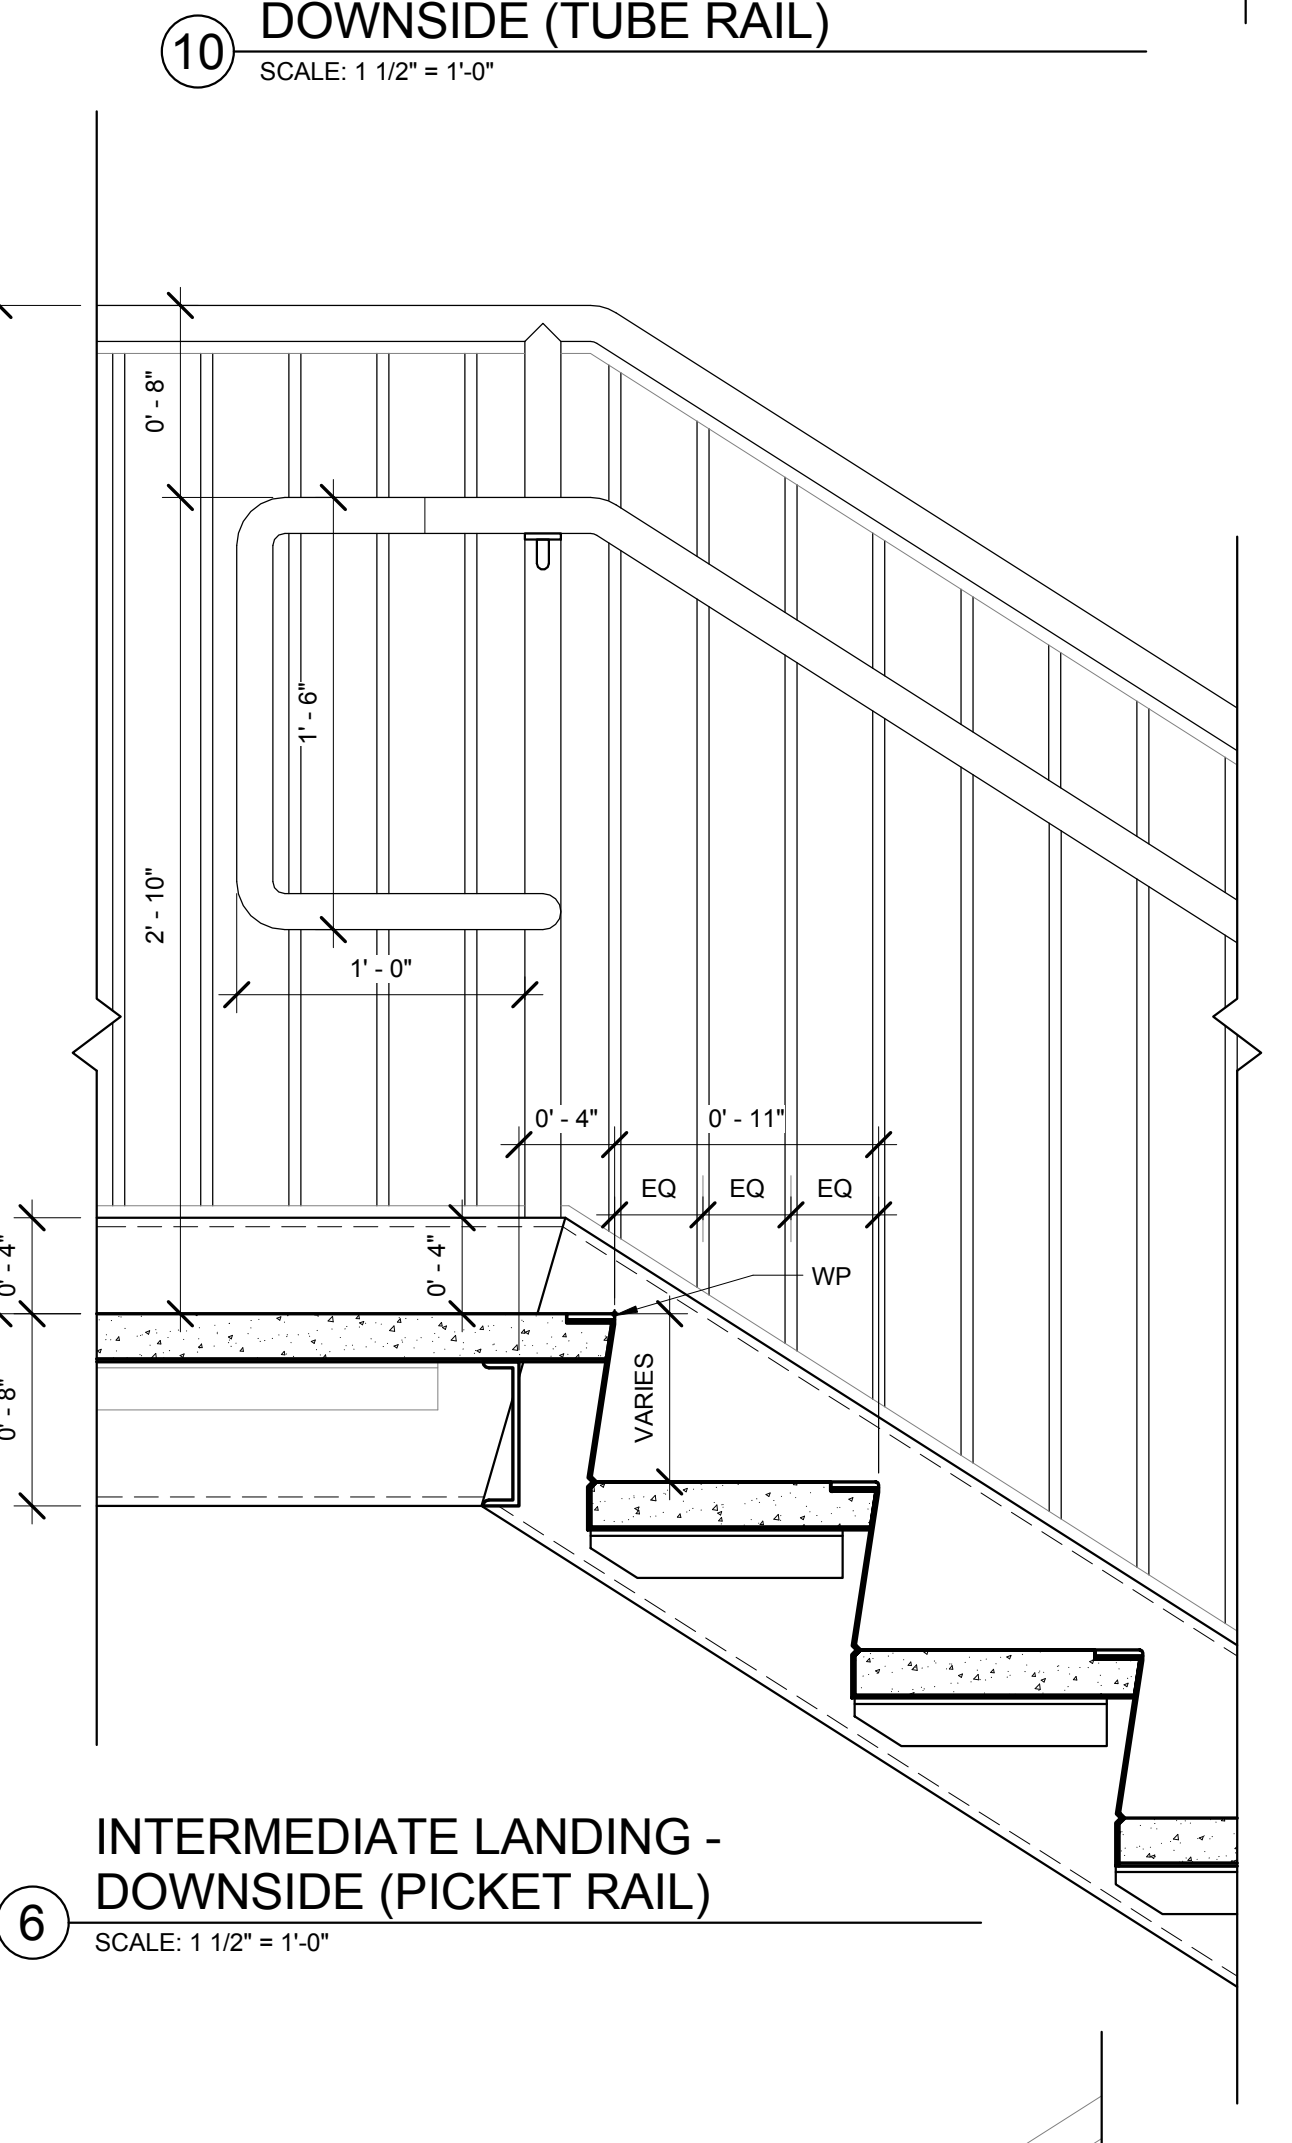 DOWNSIDE (TUBE RAIL)
10
SCALE: 1 1/2" = 1'-0"
0' - 8"
1' - 6"
2' - 10"
1' - 0"
0' - 4"
0' - 11"
EQ
EQ
EQ
0' - 4"
0' - 4"
WP
VARIES
0' - 8"
INTERMEDIATE LANDING -
DOWNSIDE (PICKET RAIL)
6
SCALE: 1 1/2" = 1'-0"